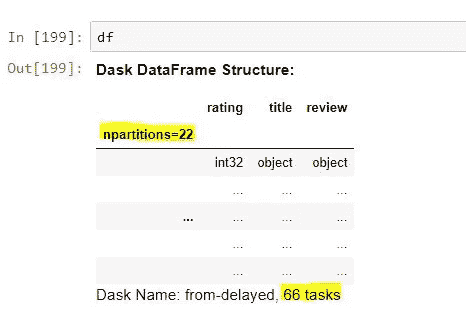 In [199]: df
Out[199]: Dask DataFrame Structure:
rating title review
npartitions=22
int32 object object
... ... ...
... ... ... ...
... ... ...
... ... ...
Dask Name: from-delayed, 66 tasks